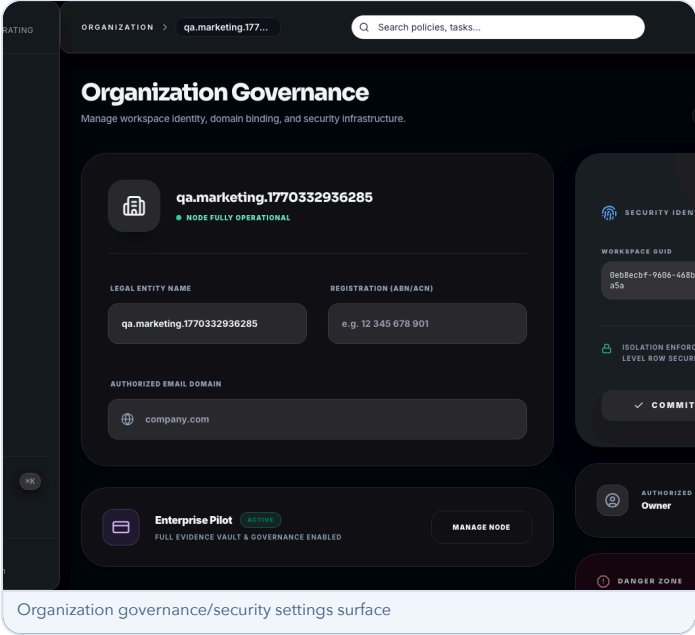 RATING
ORGANIZATION > qa.marketing.177...
Search policies, tasks...
Organization Governance
Manage workspace identity, domain binding, and security infrastructure.
qa.marketing.1770332936285
NODE FULLY OPERATIONAL
LEGAL ENTITY NAME
qa.marketing.1770332936285
REGISTRATION (ABN/ACN)
e.g. 12 345 678 901
AUTHORIZED EMAIL DOMAIN
company.com
Enterprise Pilot ACTIVE
FULL EVIDENCE VAULT & GOVERNANCE ENABLED
MANAGE NODE
SECURITY IDEN
WORKSPACE GUID
0eb8ecbf-9606-468b
a5a
ISOLATION ENFORC
LEVEL ROW SECUR
COMMIT
AUTHORIZED
Owner
DANGER ZONE
⌘K
Organization governance/security settings surface